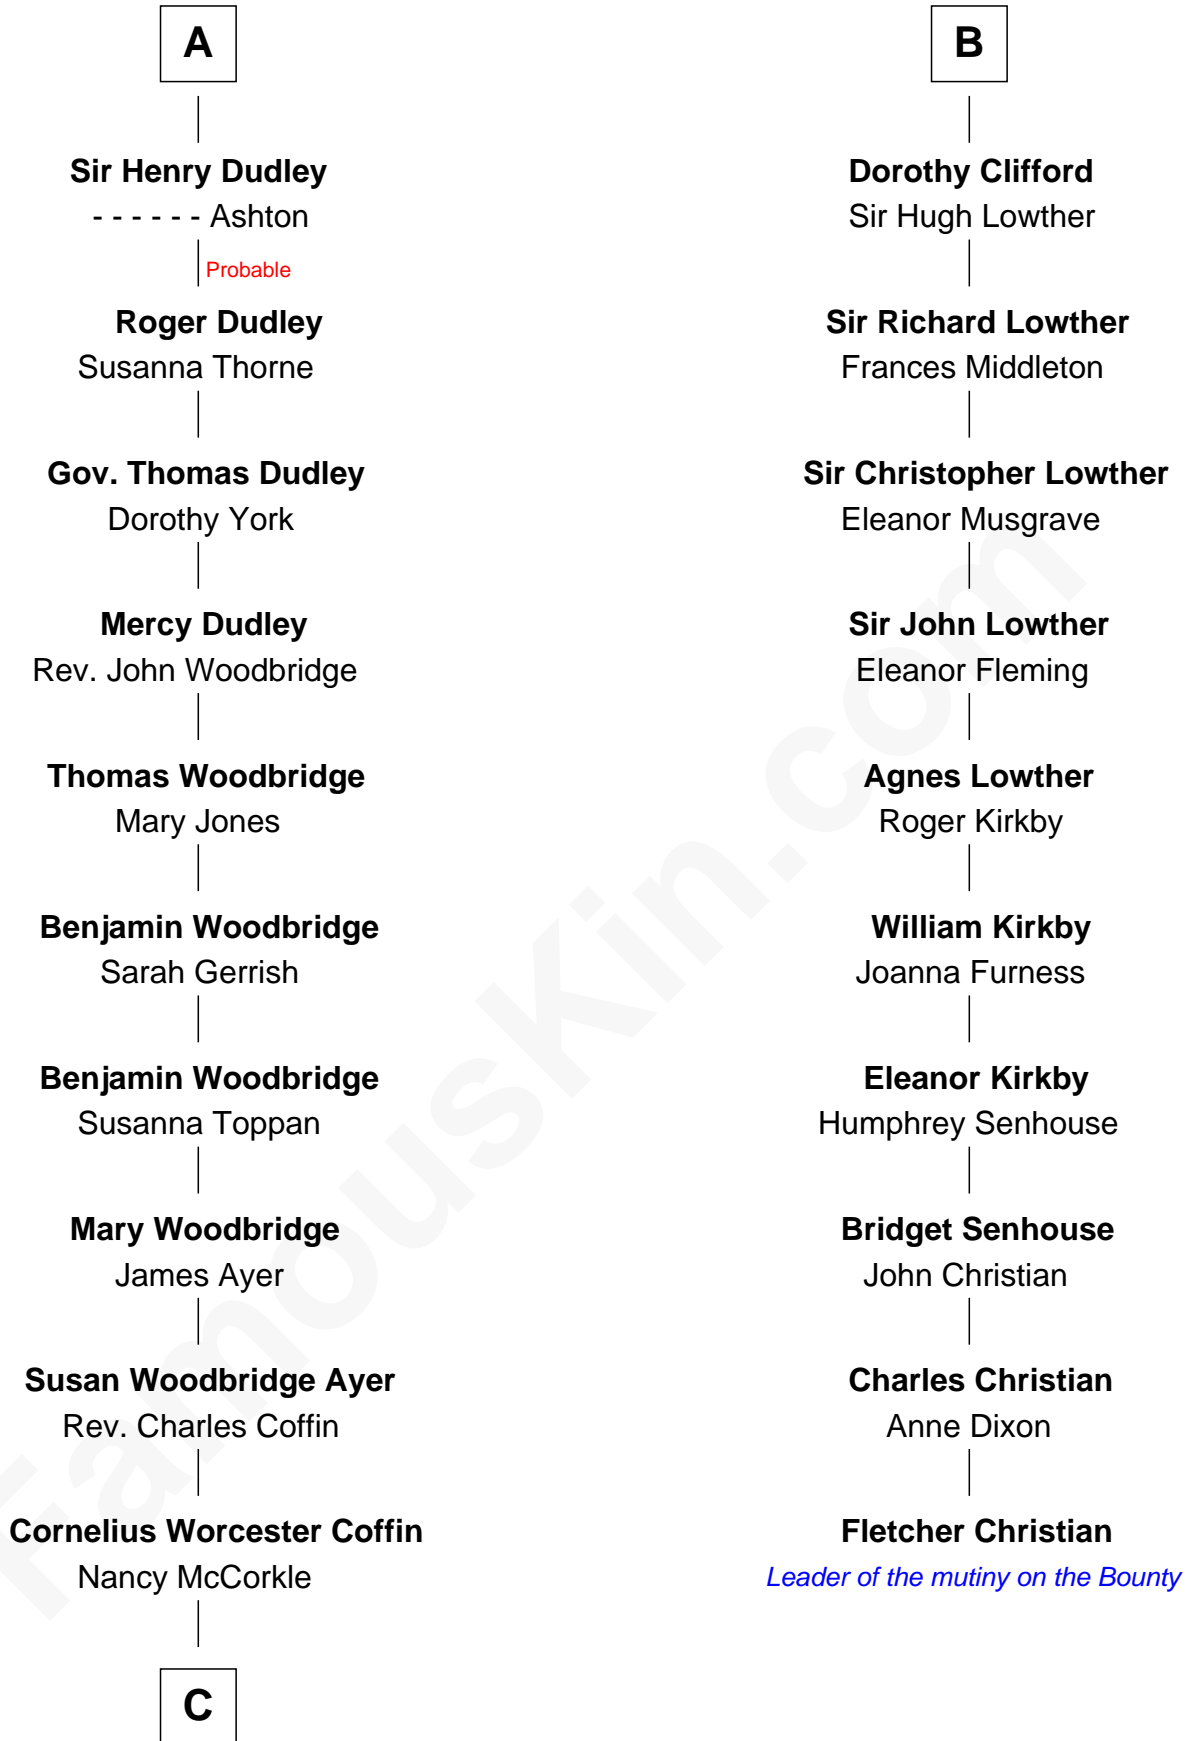 A
Sir Henry Dudley
- - - - - - Ashton
Probable
Roger Dudley
Susanna Thorne
Gov. Thomas Dudley
Dorothy York
Mercy Dudley
Rev. John Woodbridge
Thomas Woodbridge
Mary Jones
Benjamin Woodbridge
Sarah Gerrish
Benjamin Woodbridge
Susanna Toppan
Mary Woodbridge
James Ayer
Susan Woodbridge Ayer
Rev. Charles Coffin
Cornelius Worcester Coffin
Nancy McCorkle
C
B
Dorothy Clifford
Sir Hugh Lowther
Sir Richard Lowther
Frances Middleton
Sir Christopher Lowther
Eleanor Musgrave
Sir John Lowther
Eleanor Fleming
Agnes Lowther
Roger Kirkby
William Kirkby
Joanna Furness
Eleanor Kirkby
Humphrey Senhouse
Bridget Senhouse
John Christian
Charles Christian
Anne Dixon
Fletcher Christian
Leader of the mutiny on the Bounty
FamousKin.com